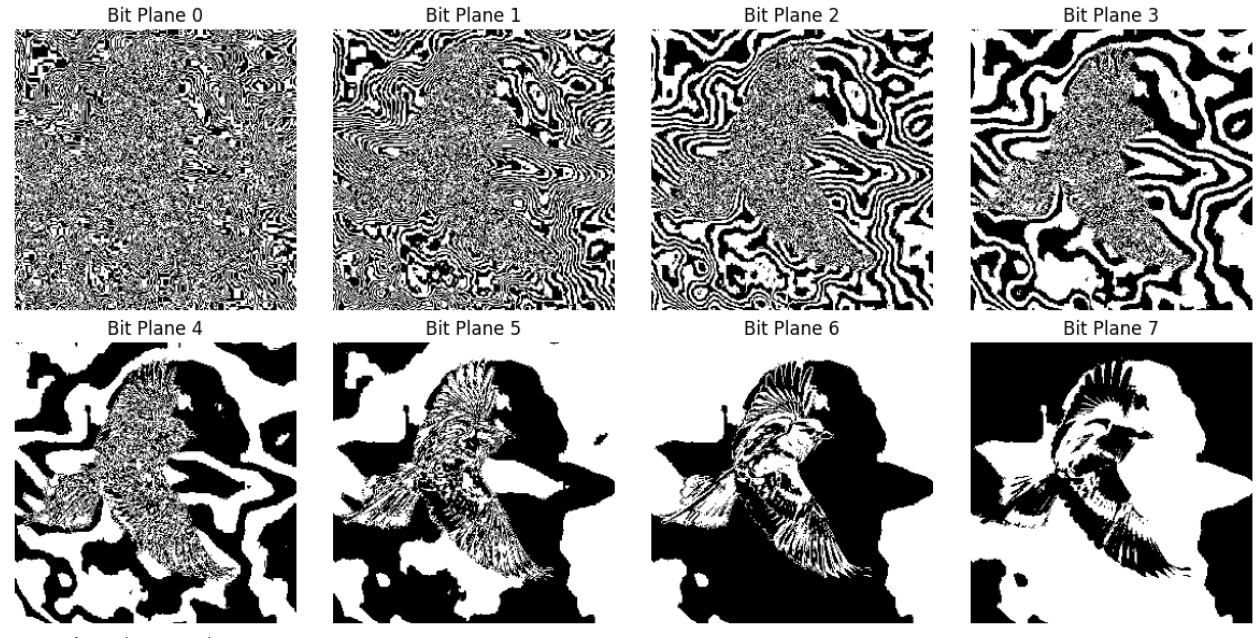 Bit Plane 0
Bit Plane 1
Bit Plane 2
Bit Plane 3
Bit Plane 4
Bit Plane 5
Bit Plane 6
Bit Plane 7